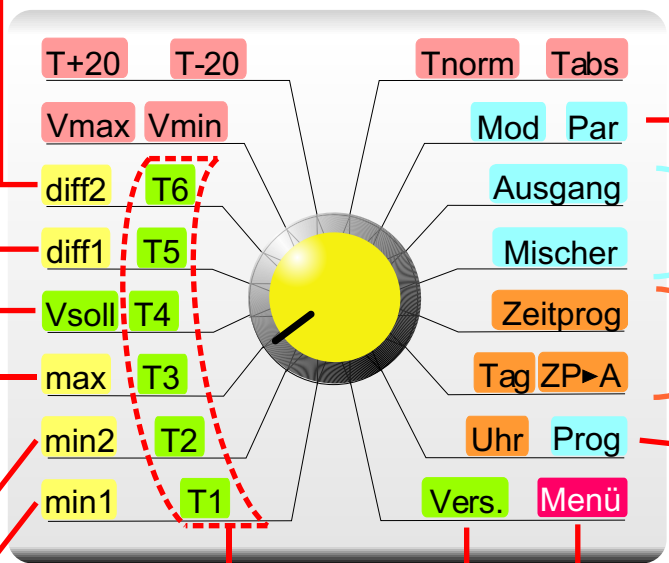 T+20 T-20 Tnorm Tabs
Vmax Vmin Mod Par
diff2 T6 Ausgang
diff1 T5 Mischer
Vsoll T4 Zeitprog
max T3 Tag ZP►A
min2 T2 Uhr Prog
min1 T1 Vers. Menü